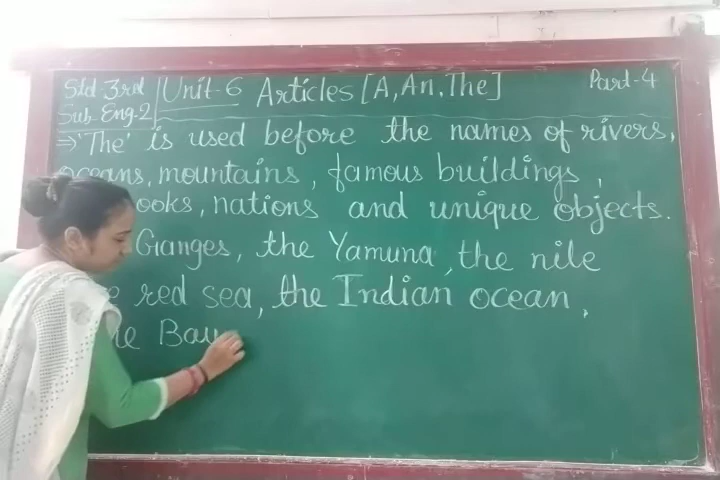 Std 3rd Unit-6 Articles [A, An, The] Part-4
Sub-Eng-2
⇒ 'The' is used before the names of rivers,
oceans, mountains, famous buildings,
ooks, nations and unique objects.
Ganges, the Yamuna, the nile
red sea, the Indian ocean,
Bay